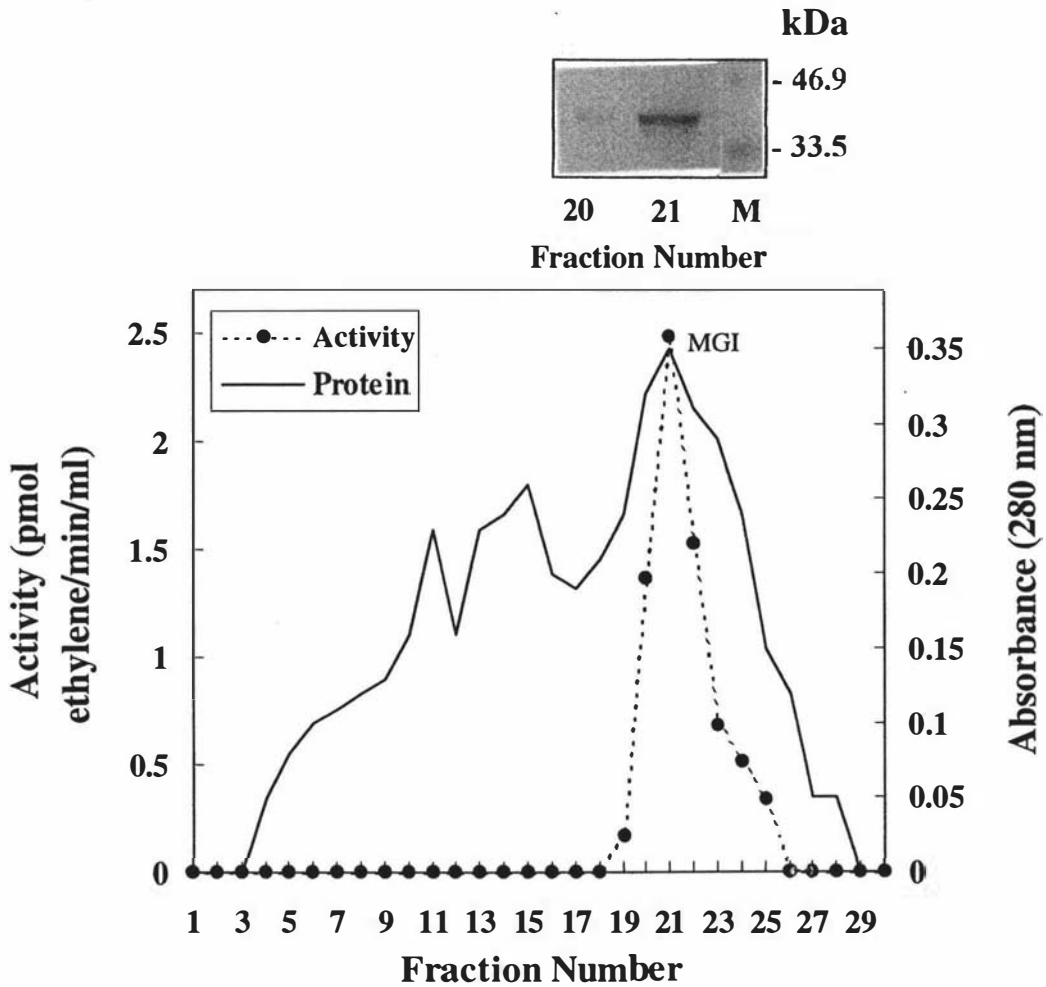 kDa
- 46.9
- 33.5
20 21 M
Fraction Number
Activity
Protein
MGI
2.5
2
1.5
1
0.5
0
Activity (pmol
ethylene/min/ml)
0.35
0.3
0.25
0.2
0.15
0.1
0.05
0
Absorbance (280 nm)
1 3 5 7 9 11 13 15 17 19 21 23 25 27 29
Fraction Number